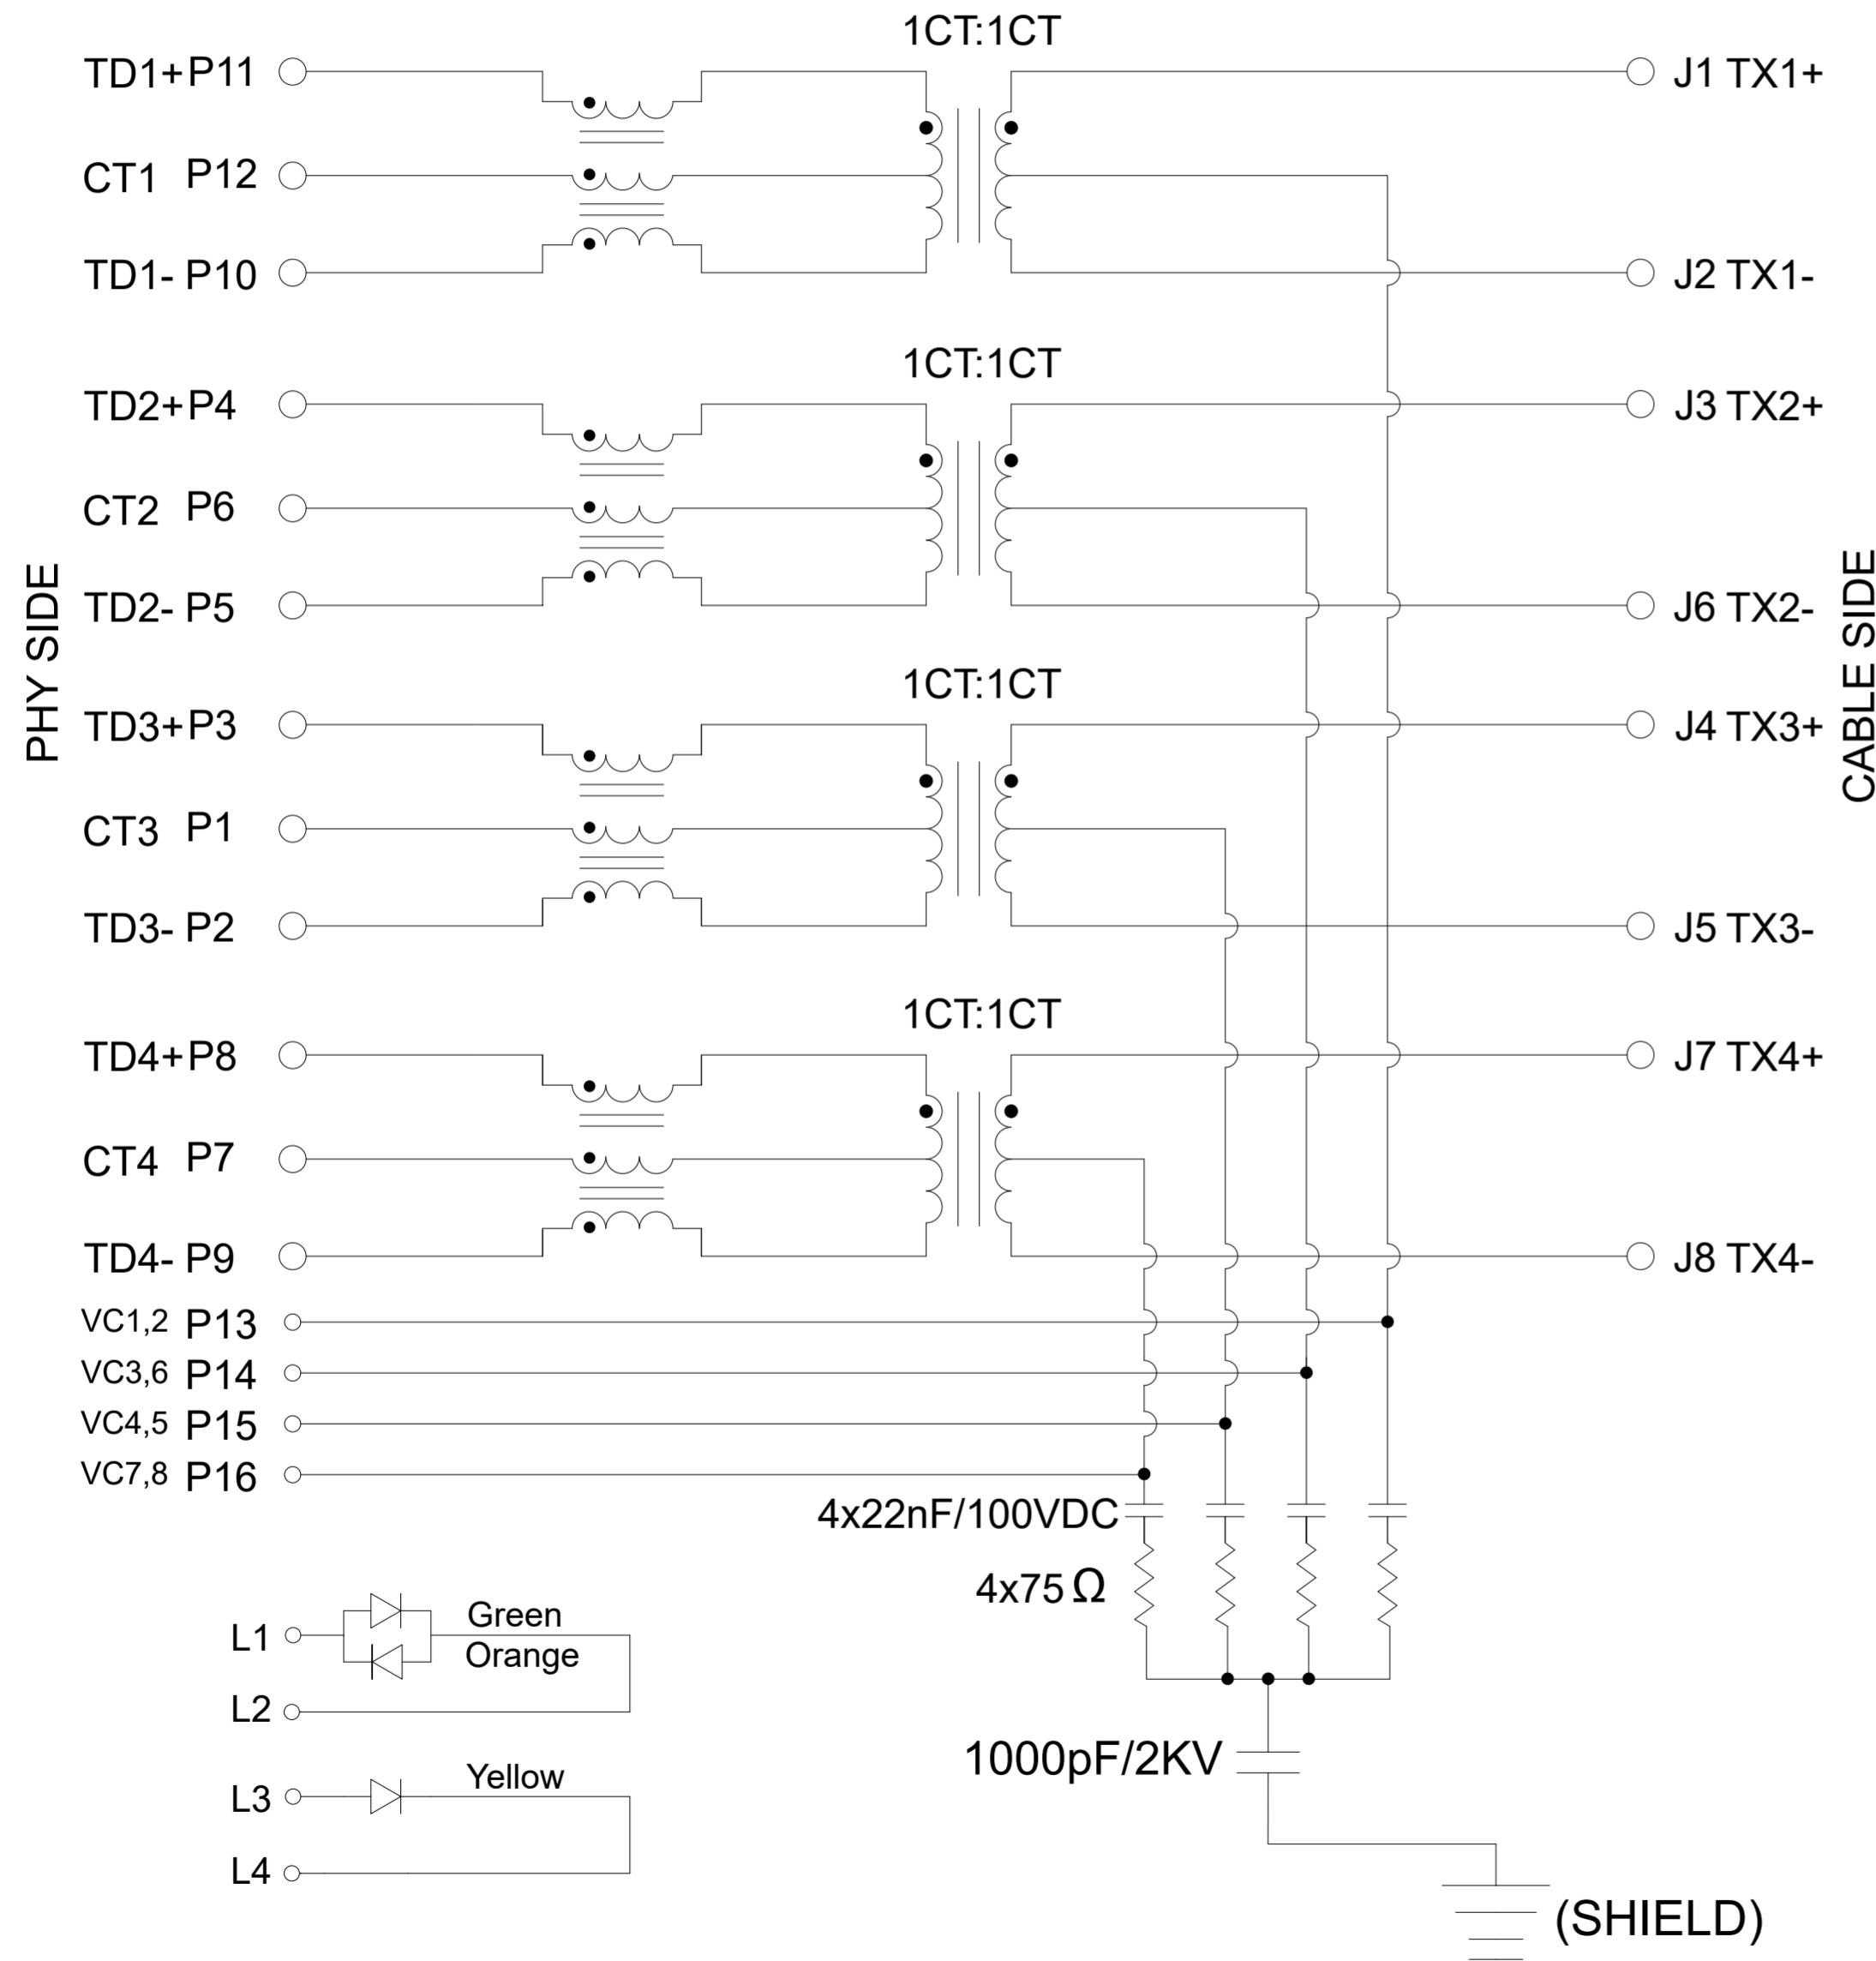 1CT:1CT
TD1+ P11
J1 TX1+
CT1 P12
TD1- P10
J2 TX1-
1CT:1CT
TD2+ P4
J3 TX2+
CT2 P6
TD2- P5
J6 TX2-
PHY SIDE
CABLE SIDE
1CT:1CT
TD3+ P3
J4 TX3+
CT3 P1
TD3- P2
J5 TX3-
1CT:1CT
TD4+ P8
J7 TX4+
CT4 P7
TD4- P9
J8 TX4-
VC1,2 P13
VC3,6 P14
VC4,5 P15
VC7,8 P16
4x22nF/100VDC
4x75 Ω
L1
Green
Orange
L2
1000pF/2KV
L3
Yellow
L4
(SHIELD)